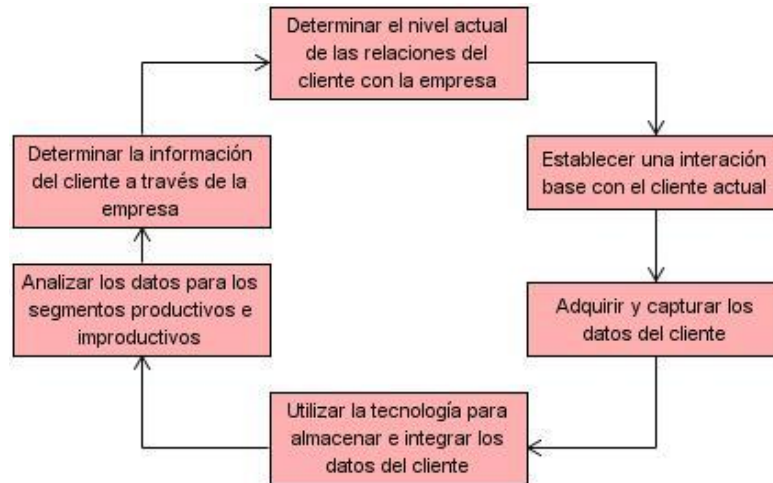 Determinar el nivel actual
de las relaciones del
cliente con la empresa
Establecer una interación
base con el cliente actual
Adquirir y capturar los
datos del cliente
Utilizar la tecnología para
almacenar e integrar los
datos del cliente
Analizar los datos para los
segmentos productivos e
improductivos
Determinar la información
del cliente a través de la
empresa